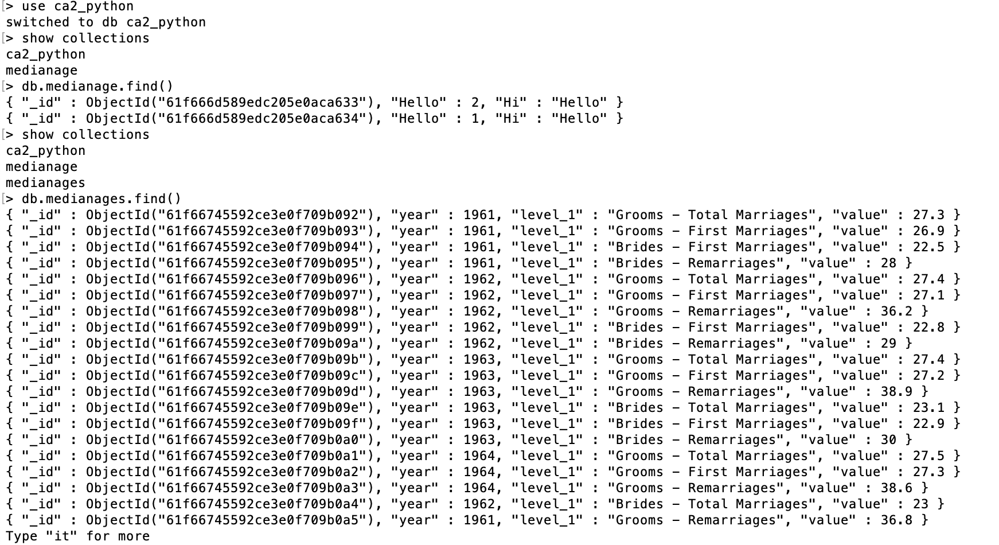 > use ca2_python
switched to db ca2_python
> show collections
ca2_python
medianage
> db.medianage.find()
{ "_id" : ObjectId("61f666d589edc205e0aca633"), "Hello" : 2, "Hi" : "Hello" }
{ "_id" : ObjectId("61f666d589edc205e0aca634"), "Hello" : 1, "Hi" : "Hello" }
> show collections
ca2_python
medianage
medianages
> db.medianages.find()
{ "_id" : ObjectId("61f66745592ce3e0f709b092"), "year" : 1961, "level_1" : "Grooms - Total Marriages", "value" : 27.3 }
{ "_id" : ObjectId("61f66745592ce3e0f709b093"), "year" : 1961, "level_1" : "Grooms - First Marriages", "value" : 26.9 }
{ "_id" : ObjectId("61f66745592ce3e0f709b094"), "year" : 1961, "level_1" : "Brides - First Marriages", "value" : 22.5 }
{ "_id" : ObjectId("61f66745592ce3e0f709b095"), "year" : 1961, "level_1" : "Brides - Remarriages", "value" : 28 }
{ "_id" : ObjectId("61f66745592ce3e0f709b096"), "year" : 1962, "level_1" : "Grooms - Total Marriages", "value" : 27.4 }
{ "_id" : ObjectId("61f66745592ce3e0f709b097"), "year" : 1962, "level_1" : "Grooms - First Marriages", "value" : 27.1 }
{ "_id" : ObjectId("61f66745592ce3e0f709b098"), "year" : 1962, "level_1" : "Grooms - Remarriages", "value" : 36.2 }
{ "_id" : ObjectId("61f66745592ce3e0f709b099"), "year" : 1962, "level_1" : "Brides - First Marriages", "value" : 22.8 }
{ "_id" : ObjectId("61f66745592ce3e0f709b09a"), "year" : 1962, "level_1" : "Brides - Remarriages", "value" : 29 }
{ "_id" : ObjectId("61f66745592ce3e0f709b09b"), "year" : 1963, "level_1" : "Grooms - Total Marriages", "value" : 27.4 }
{ "_id" : ObjectId("61f66745592ce3e0f709b09c"), "year" : 1963, "level_1" : "Grooms - First Marriages", "value" : 27.2 }
{ "_id" : ObjectId("61f66745592ce3e0f709b09d"), "year" : 1963, "level_1" : "Grooms - Remarriages", "value" : 38.9 }
{ "_id" : ObjectId("61f66745592ce3e0f709b09e"), "year" : 1963, "level_1" : "Brides - Total Marriages", "value" : 23.1 }
{ "_id" : ObjectId("61f66745592ce3e0f709b09f"), "year" : 1963, "level_1" : "Brides - First Marriages", "value" : 22.9 }
{ "_id" : ObjectId("61f66745592ce3e0f709b0a0"), "year" : 1963, "level_1" : "Brides - Remarriages", "value" : 30 }
{ "_id" : ObjectId("61f66745592ce3e0f709b0a1"), "year" : 1964, "level_1" : "Grooms - Total Marriages", "value" : 27.5 }
{ "_id" : ObjectId("61f66745592ce3e0f709b0a2"), "year" : 1964, "level_1" : "Grooms - First Marriages", "value" : 27.3 }
{ "_id" : ObjectId("61f66745592ce3e0f709b0a3"), "year" : 1964, "level_1" : "Grooms - Remarriages", "value" : 38.6 }
{ "_id" : ObjectId("61f66745592ce3e0f709b0a4"), "year" : 1962, "level_1" : "Brides - Total Marriages", "value" : 23 }
{ "_id" : ObjectId("61f66745592ce3e0f709b0a5"), "year" : 1961, "level_1" : "Grooms - Remarriages", "value" : 36.8 }
Type "it" for more